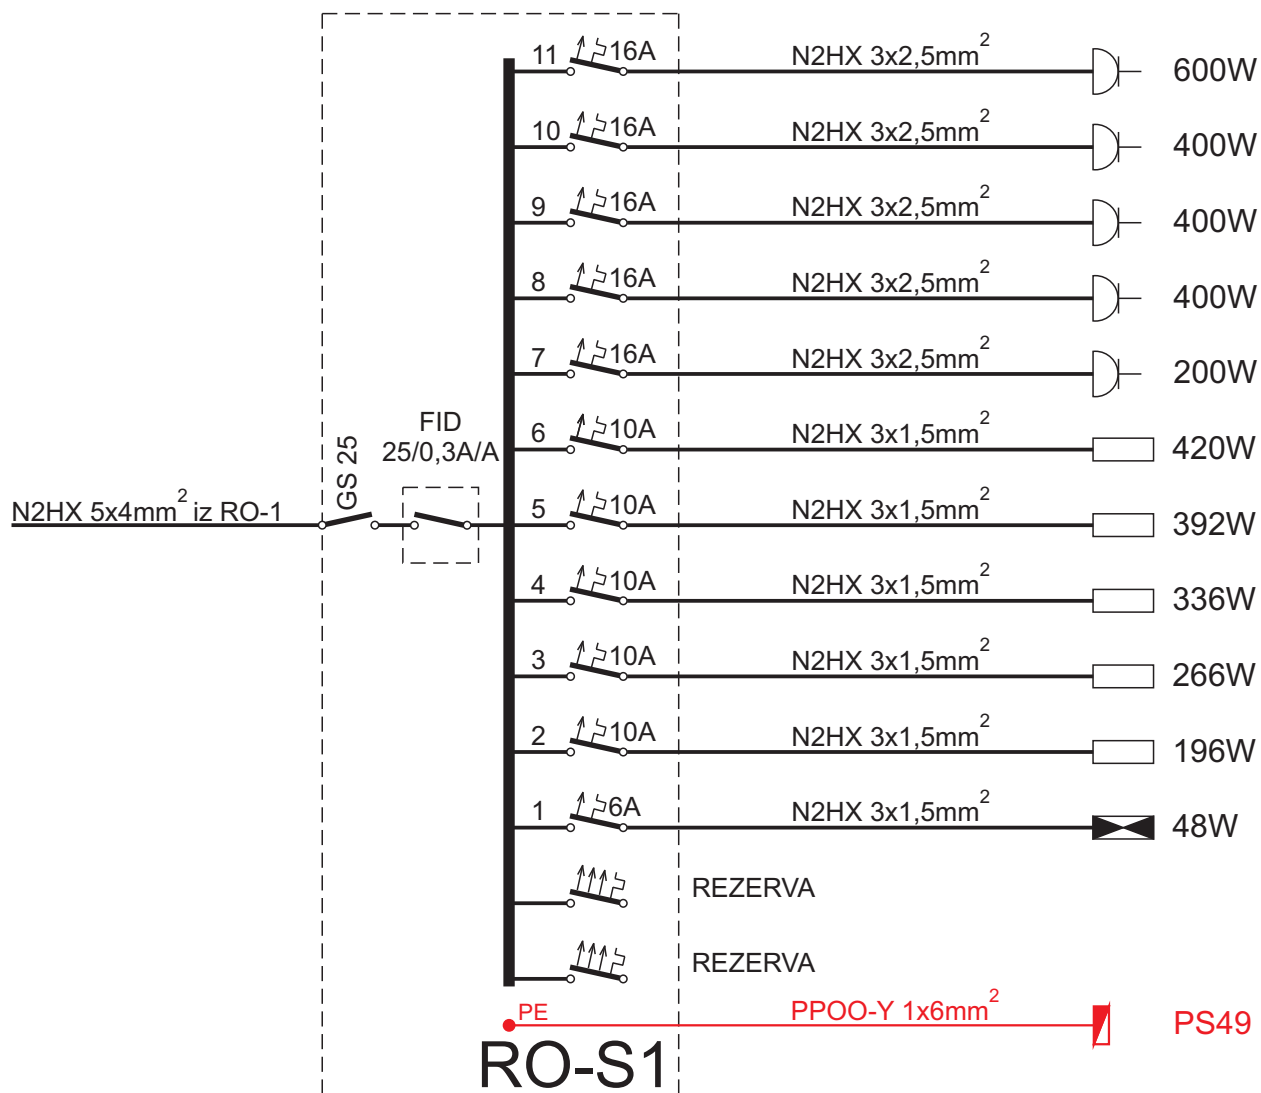 11 16A N2HX 3x2,5mm² 600W
10 16A N2HX 3x2,5mm² 400W
9 16A N2HX 3x2,5mm² 400W
8 16A N2HX 3x2,5mm² 400W
7 16A N2HX 3x2,5mm² 200W
FID
25/0,3A/A
GS 25
N2HX 5x4mm² iz RO-1
6 10A N2HX 3x1,5mm² 420W
5 10A N2HX 3x1,5mm² 392W
4 10A N2HX 3x1,5mm² 336W
3 10A N2HX 3x1,5mm² 266W
2 10A N2HX 3x1,5mm² 196W
1 6A N2HX 3x1,5mm² 48W
REZERVA
REZERVA
PE PPOO-Y 1x6mm² PS49
RO-S1